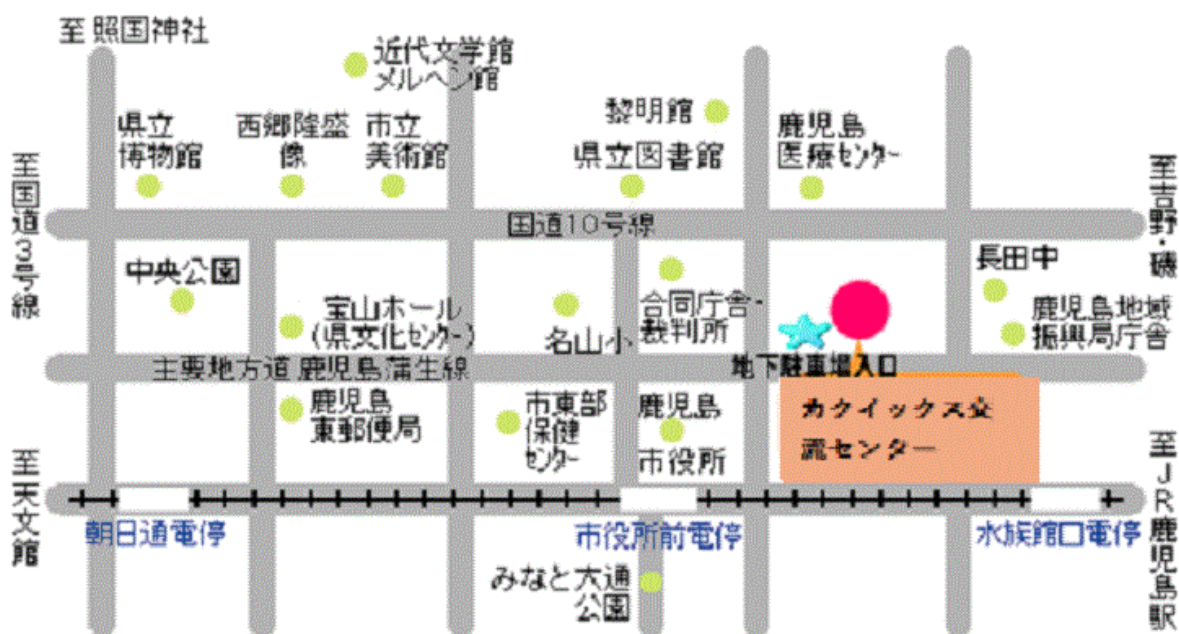 至 照国神社
近代文学館
メルヘン館
黎明館
県立
博物館
西郷隆盛
像
市立
美術館
県立図書館
鹿児島
医療センター
至国道3号線
至吉野・磯
国道10号線
中央公園
宝山ホール
(県文化センター)
名山小
合同庁舎・
裁判所
長田中
鹿児島地域
振興局庁舎
主要地方道 鹿児島蒲生線
地下駐車場入口
鹿児島
東郵便局
市東部
保健
センター
鹿児島
市役所
カクイックス交
流センター
至天文館
至JR鹿児島駅
朝日通電停
市役所前電停
水族館口電停
みなと大通
公園